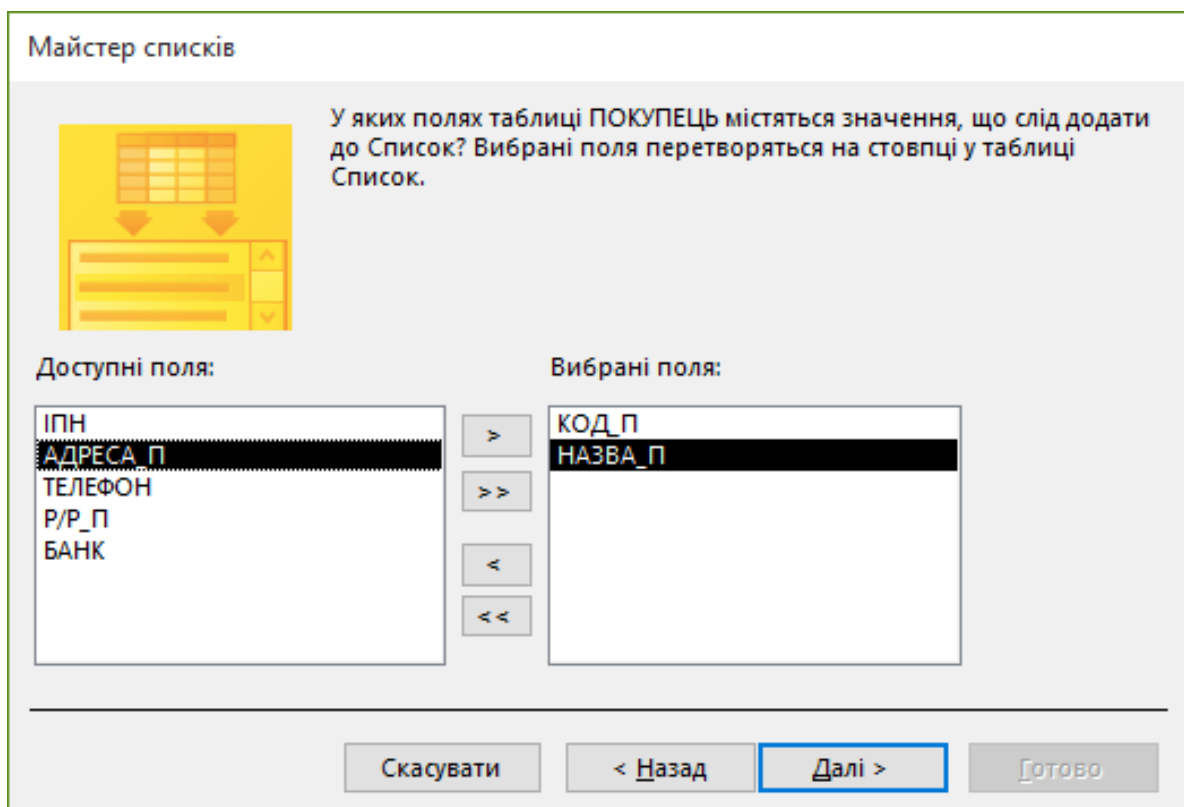 Майстер списків
У яких полях таблиці ПОКУПЕЦЬ містяться значення, що слід додати
до Список? Вибрані поля перетворяться на стовпці у таблиці
Список.
Доступні поля:
Вибрані поля:
ІПН
АДРЕСА_П
ТЕЛЕФОН
Р/Р_П
БАНК
>
>>
<
<<
КОД_П
НАЗВА_П
Скасувати
< Назад
Далі >
Готово